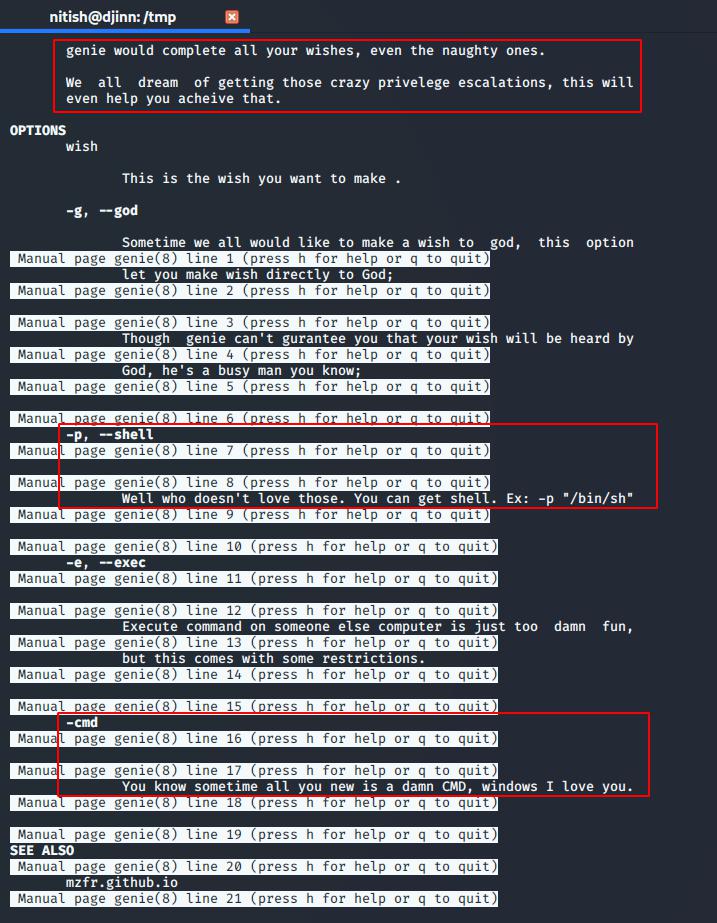 nitish@djinn: /tmp
genie would complete all your wishes, even the naughty ones.
We all dream of getting those crazy privelege escalations, this will
even help you acheive that.
OPTIONS
wish
This is the wish you want to make .
-g, --god
Sometime we all would like to make a wish to god, this option
Manual page genie(8) line 1 (press h for help or q to quit)
let you make wish directly to God;
Manual page genie(8) line 2 (press h for help or q to quit)
Manual page genie(8) line 3 (press h for help or q to quit)
Though genie can't gurantee you that your wish will be heard by
Manual page genie(8) line 4 (press h for help or q to quit)
God, he's a busy man you know;
Manual page genie(8) line 5 (press h for help or q to quit)
Manual page genie(8) line 6 (press h for help or q to quit)
-p, --shell
Manual page genie(8) line 7 (press h for help or q to quit)
Manual page genie(8) line 8 (press h for help or q to quit)
Well who doesn't love those. You can get shell. Ex: -p "/bin/sh"
Manual page genie(8) line 9 (press h for help or q to quit)
Manual page genie(8) line 10 (press h for help or q to quit)
-e, --exec
Manual page genie(8) line 11 (press h for help or q to quit)
Manual page genie(8) line 12 (press h for help or q to quit)
Execute command on someone else computer is just too damn fun,
Manual page genie(8) line 13 (press h for help or q to quit)
but this comes with some restrictions.
Manual page genie(8) line 14 (press h for help or q to quit)
Manual page genie(8) line 15 (press h for help or q to quit)
-cmd
Manual page genie(8) line 16 (press h for help or q to quit)
Manual page genie(8) line 17 (press h for help or q to quit)
You know sometime all you new is a damn CMD, windows I love you.
Manual page genie(8) line 18 (press h for help or q to quit)
Manual page genie(8) line 19 (press h for help or q to quit)
SEE ALSO
Manual page genie(8) line 20 (press h for help or q to quit)
mzfr.github.io
Manual page genie(8) line 21 (press h for help or q to quit)